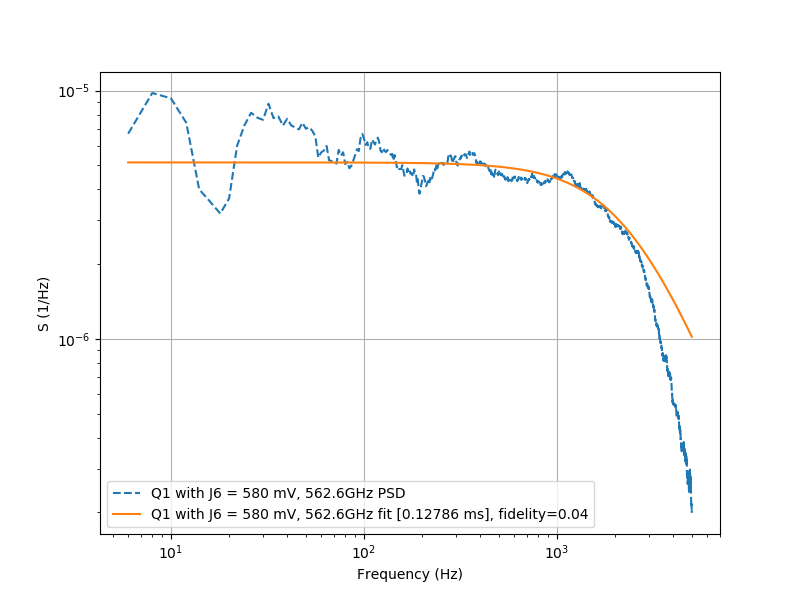 10⁻⁵
10⁻⁶
S (1/Hz)
Q1 with J6 = 580 mV, 562.6GHz PSD
Q1 with J6 = 580 mV, 562.6GHz fit [0.12786 ms], fidelity=0.04
10¹ 10² 10³
Frequency (Hz)